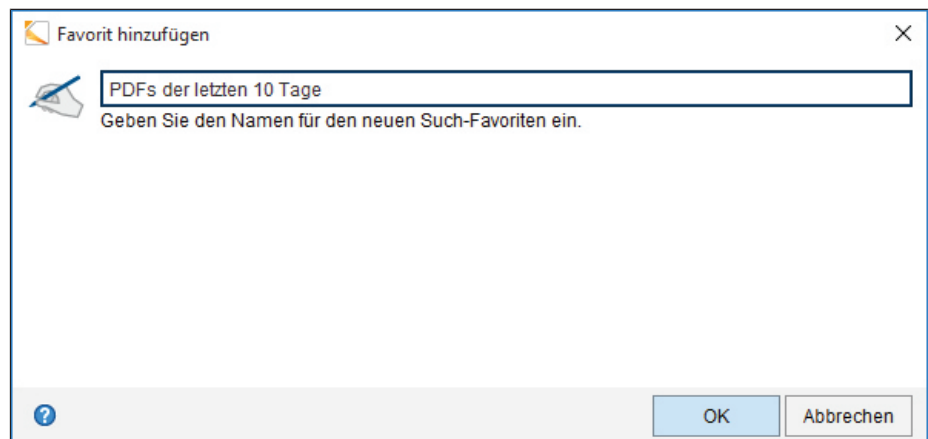 Favorit hinzufügen
PDFs der letzten 10 Tage
Geben Sie den Namen für den neuen Such-Favoriten ein.
OK
Abbrechen